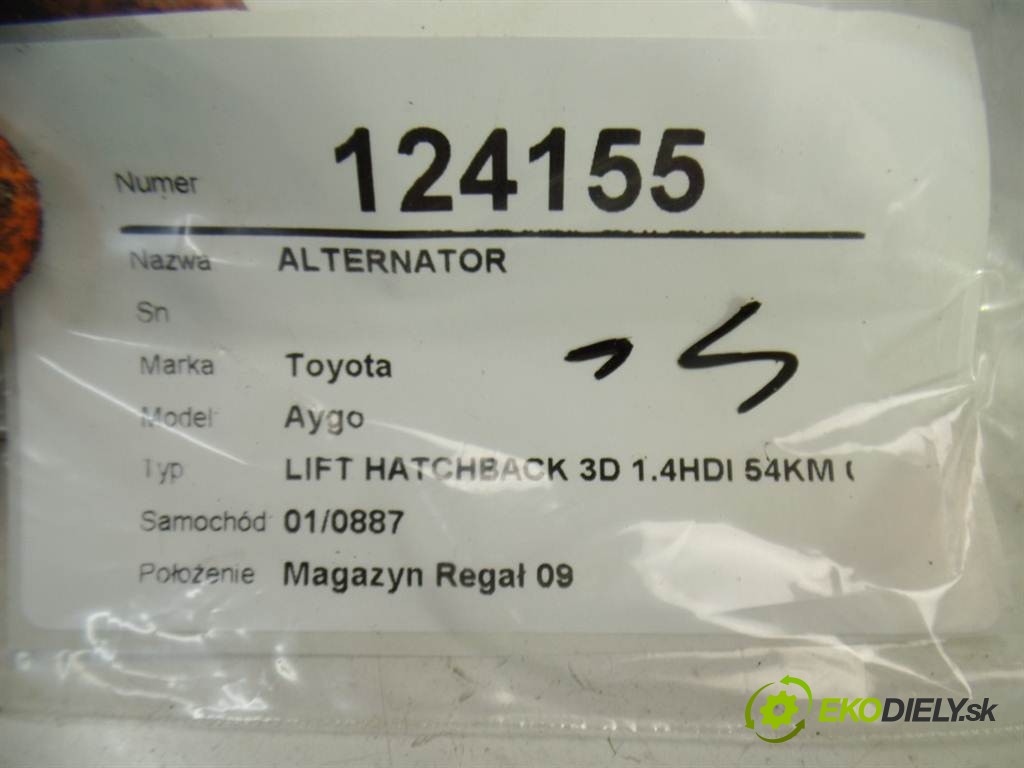 Numer 124155
Nazwa ALTERNATOR
Sn
Marka Toyota
Model Aygo
Typ LIFT HATCHBACK 3D 1.4HDI 54KM
Samochód 01/0887
Położenie Magazyn Regał 09
EKODIELY.sk